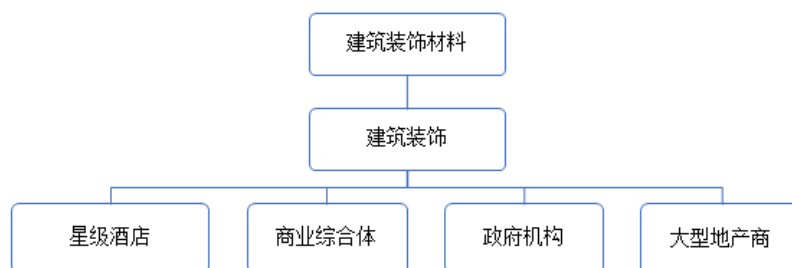 建筑装饰材料
建筑装饰
星级酒店
商业综合体
政府机构
大型地产商